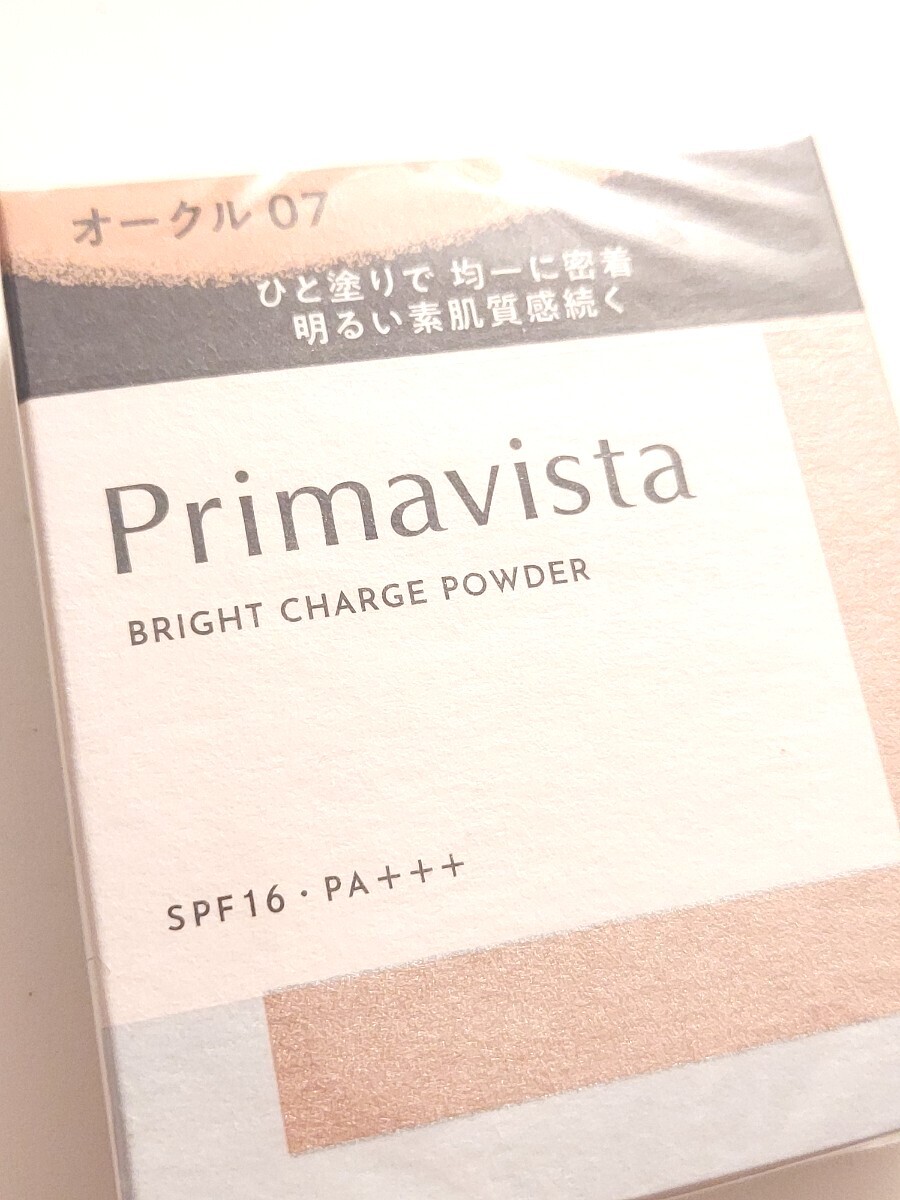 オークル 07
ひと塗りで 均一に密着
明るい素肌質感続く
Primavista
BRIGHT CHARGE POWDER
SPF16・PA+++